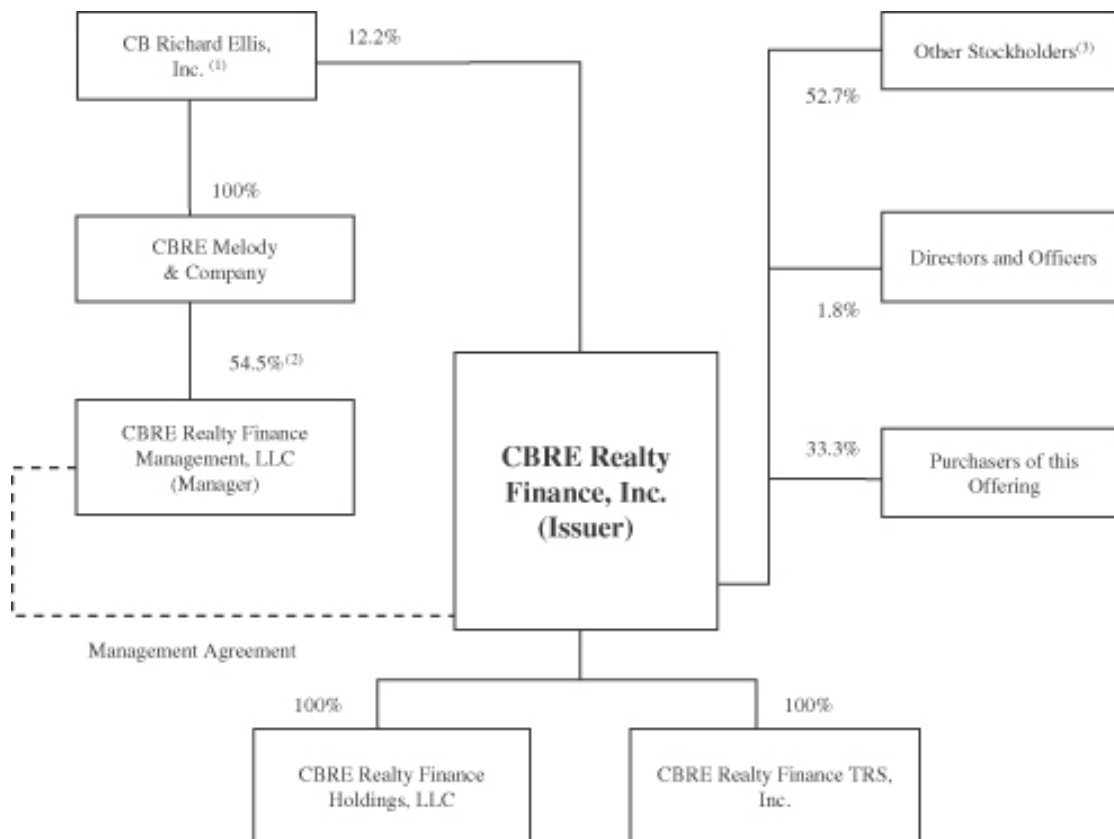 CB Richard Ellis,
Inc. (1)
12.2%
Other Stockholders(3)
52.7%
100%
CBRE Melody
& Company
Directors and Officers
1.8%
54.5%(2)
CBRE Realty Finance
Management, LLC
(Manager)
CBRE Realty
Finance, Inc.
(Issuer)
33.3%
Purchasers of this
Offering
Management Agreement
100%
100%
CBRE Realty Finance
Holdings, LLC
CBRE Realty Finance TRS,
Inc.